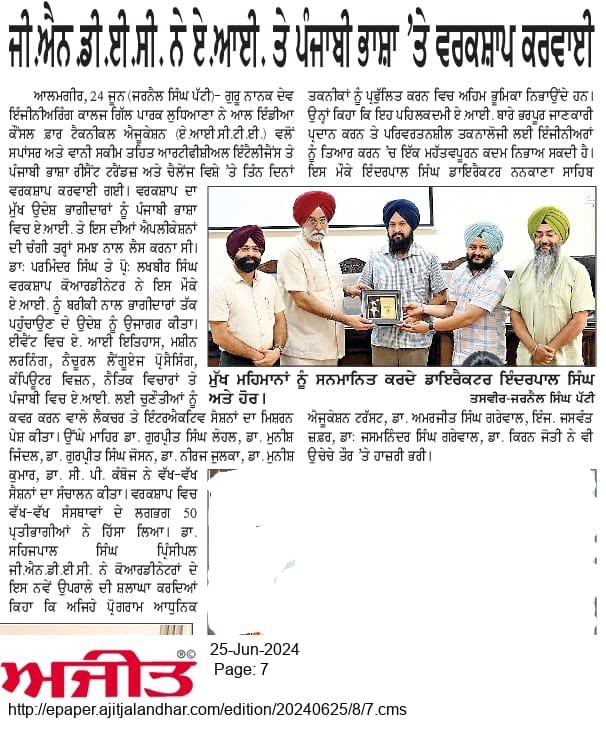 ਜੀ.ਐਨ.ਡੀ.ਈ.ਸੀ. ਨੇ ਏ.ਆਈ. ਤੇ ਪੰਜਾਬੀ ਭਾਸ਼ਾ 'ਤੇ ਵਰਕਸ਼ਾਪ ਕਰਵਾਈ
ਆਲਮਗੀਰ, 24 ਜੂਨ (ਜਰਨੈਲ ਸਿੰਘ ਪੱਟੀ)- ਗੁਰੂ ਨਾਨਕ ਦੇਵ
ਇੰਜੀਨੀਅਰਿੰਗ ਕਾਲਜ ਗਿੱਲ ਪਾਰਕ ਲੁਧਿਆਣਾ ਨੇ ਆਲ ਇੰਡੀਆ
ਕੌਂਸਲ ਫ਼ਾਰ ਟੈਕਨੀਕਲ ਐਜੂਕੇਸ਼ਨ (ਏ.ਆਈ.ਸੀ.ਟੀ.ਈ.) ਵਲੋਂ
ਸਪਾਂਸਰ ਅਤੇ ਵਾਨੀ ਸਕੀਮ ਤਹਿਤ ਆਰਟੀਫੀਸ਼ੀਅਲ ਇੰਟੈਲੀਜੈਂਸ ਤੇ
ਪੰਜਾਬੀ ਭਾਸ਼ਾ ਰੀਸੈਂਟ ਟਰੈਂਡਜ਼ ਅਤੇ ਚੈਲੰਜ ਵਿਸ਼ੇ 'ਤੇ ਤਿੰਨ ਦਿਨਾਂ
ਵਰਕਸ਼ਾਪ ਕਰਵਾਈ ਗਈ। ਵਰਕਸ਼ਾਪ ਦਾ
ਮੁੱਖ ਉਦੇਸ਼ ਭਾਗੀਦਾਰਾਂ ਨੂੰ ਪੰਜਾਬੀ ਭਾਸ਼ਾ
ਵਿਚ ਏ.ਆਈ. ਤੇ ਇਸ ਦੀਆਂ ਐਪਲੀਕੇਸ਼ਨਾਂ
ਦੀ ਚੰਗੀ ਤਰ੍ਹਾਂ ਸਮਝ ਨਾਲ ਲੈਸ ਕਰਨਾ ਸੀ।
ਡਾ: ਪਰਮਿੰਦਰ ਸਿੰਘ ਤੇ ਪ੍ਰੋ: ਲਖਬੀਰ ਸਿੰਘ
ਵਰਕਸ਼ਾਪ ਕੋਆਰਡੀਨੇਟਰ ਨੇ ਇਸ ਮੌਕੇ
ਏ.ਆਈ. ਨੂੰ ਬਰੀਕੀ ਨਾਲ ਭਾਗੀਦਾਰਾਂ ਤੱਕ
ਪਹੁੰਚਾਉਣ ਦੇ ਉਦੇਸ਼ ਨੂੰ ਉਜਾਗਰ ਕੀਤਾ।
ਈਵੈਂਟ ਵਿਚ ਏ. ਆਈ ਇਤਿਹਾਸ, ਮਸ਼ੀਨ
ਲਰਨਿੰਗ, ਨੈਚੂਰਲ ਲੈਂਗੂਏਜ ਪ੍ਰੋਸੈਸਿੰਗ,
ਕੰਪਿਊਟਰ ਵਿਜ਼ਨ, ਨੈਤਿਕ ਵਿਚਾਰਾਂ ਤੇ
ਪੰਜਾਬੀ ਵਿਚ ਏ.ਆਈ. ਲਈ ਚੁਣੌਤੀਆਂ ਨੂੰ
ਕਵਰ ਕਰਨ ਵਾਲੇ ਲੈਕਚਰ ਤੇ ਇੰਟਰਐਕਟਿਵ ਸੈਸ਼ਨਾਂ ਦਾ ਮਿਸ਼ਰਨ
ਪੇਸ਼ ਕੀਤਾ। ਉੱਘੇ ਮਾਹਿਰ ਡਾ. ਗੁਰਪ੍ਰੀਤ ਸਿੰਘ ਲੇਹਲ, ਡਾ. ਮੁਨੀਸ਼
ਜਿੰਦਲ, ਡਾ. ਗੁਰਪ੍ਰੀਤ ਸਿੰਘ ਜੋਸਨ, ਡਾ. ਨੀਰਜ ਜੁਲਕਾ, ਡਾ. ਮੁਨੀਸ਼
ਕੁਮਾਰ, ਡਾ. ਸੀ. ਪੀ. ਕੰਬੋਜ ਨੇ ਵੱਖ-ਵੱਖ
ਸੈਸ਼ਨਾਂ ਦਾ ਸੰਚਾਲਨ ਕੀਤਾ। ਵਰਕਸ਼ਾਪ ਵਿਚ
ਵੱਖ-ਵੱਖ ਸੰਸਥਾਵਾਂ ਦੇ ਲਗਭਗ 50
ਪ੍ਰਤੀਭਾਗੀਆਂ ਨੇ ਹਿੱਸਾ ਲਿਆ। ਡਾ.
ਸਹਿਜਪਾਲ ਸਿੰਘ ਪ੍ਰਿੰਸੀਪਲ
ਜੀ.ਐਨ.ਡੀ.ਈ.ਸੀ. ਨੇ ਕੋਆਰਡੀਨੇਟਰਾਂ ਦੇ
ਇਸ ਨਵੇਂ ਉਪਰਾਲੇ ਦੀ ਸ਼ਲਾਘਾ ਕਰਦਿਆਂ
ਕਿਹਾ ਕਿ ਅਜਿਹੇ ਪ੍ਰੋਗਰਾਮ ਆਧੁਨਿਕ
ਤਕਨੀਕਾਂ ਨੂੰ ਪ੍ਰਫੁੱਲਿਤ ਕਰਨ ਵਿਚ ਅਹਿਮ ਭੂਮਿਕਾ ਨਿਭਾਉਂਦੇ ਹਨ।
ਉਨ੍ਹਾਂ ਕਿਹਾ ਕਿ ਇਹ ਪਹਿਲਕਦਮੀ ਏ.ਆਈ. ਬਾਰੇ ਭਰਪੂਰ ਜਾਣਕਾਰੀ
ਪ੍ਰਦਾਨ ਕਰਨ ਤੇ ਪਰਿਵਰਤਨਸ਼ੀਲ ਤਕਨਾਲੋਜੀ ਲਈ ਇੰਜੀਨੀਅਰਾਂ
ਨੂੰ ਤਿਆਰ ਕਰਨ 'ਚ ਇੱਕ ਮਹੱਤਵਪੂਰਨ ਕਦਮ ਨਿਭਾਅ ਸਕਦੀ ਹੈ।
ਇਸ ਮੌਕੇ ਇੰਦਰਪਾਲ ਸਿੰਘ ਡਾਇਰੈਕਟਰ ਨਨਕਾਣਾ ਸਾਹਿਬ
ਮੁੱਖ ਮਹਿਮਾਨਾਂ ਨੂੰ ਸਨਮਾਨਿਤ ਕਰਦੇ ਡਾਇਰੈਕਟਰ ਇੰਦਰਪਾਲ ਸਿੰਘ
ਅਤੇ ਹੋਰ।
ਤਸਵੀਰ-ਜਰਨੈਲ ਸਿੰਘ ਪੱਟੀ
ਐਜੂਕੇਸ਼ਨ ਟਰੱਸਟ, ਡਾ. ਅਮਰਜੀਤ ਸਿੰਘ ਗਰੇਵਾਲ, ਇੰਜ. ਜਸਵੰਤ
ਜ਼ਫ਼ਰ, ਡਾ: ਜਸਮਨਿੰਦਰ ਸਿੰਘ ਗਰੇਵਾਲ, ਡਾ. ਕਿਰਨ ਜੋਤੀ ਨੇ ਵੀ
ਉਚੇਚੇ ਤੌਰ 'ਤੇ ਹਾਜ਼ਰੀ ਭਰੀ।
ਅਜੀਤ ®©
25-Jun-2024
Page: 7
http://epaper.ajitjalandhar.com/edition/20240625/8/7.cms